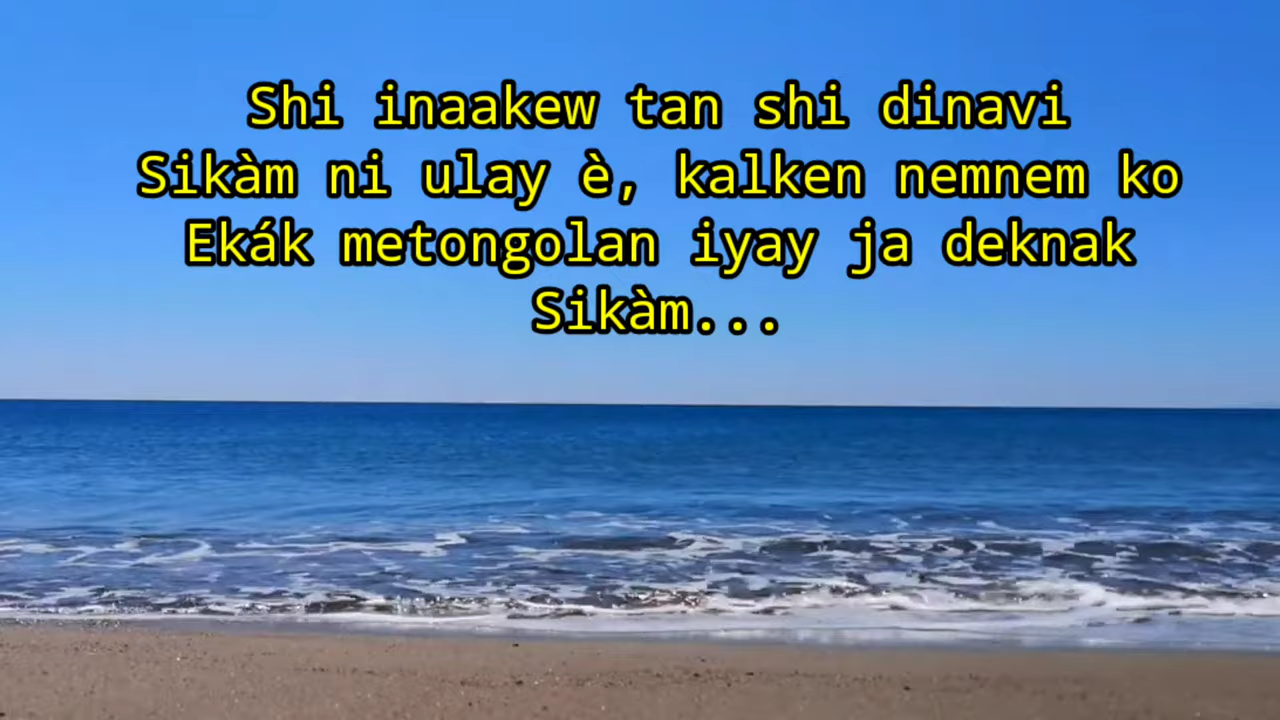 Shi inaakew tan shi dinavi
Sikàm ni ulay è, kalken nemnem ko
Ekák metongolan iyay ja deknak
Sikàm...